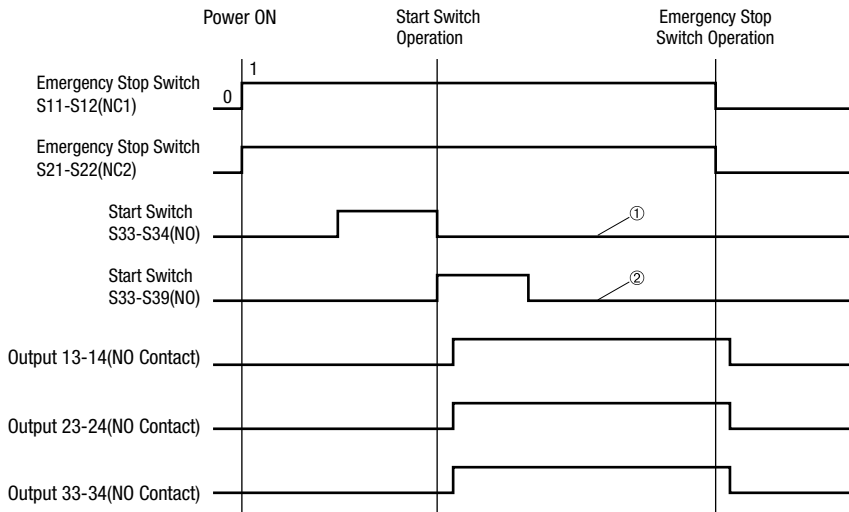 Power ON
Start Switch
Operation
Emergency Stop
Switch Operation
Emergency Stop Switch
S11-S12(NC1)
0
1
Emergency Stop Switch
S21-S22(NC2)
Start Switch
S33-S34(NO)
①
Start Switch
S33-S39(NO)
②
Output 13-14(NO Contact)
Output 23-24(NO Contact)
Output 33-34(NO Contact)